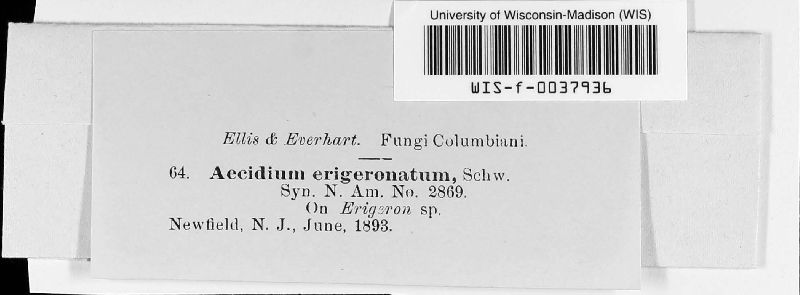 University of Wisconsin-Madison (WIS)
WIS-f-0037936
Ellis & Everhart. Fungi Columbiani.
64. Aecidium erigeronatum, Schw.
Syn. N. Am. No. 2869.
On Erigeron sp.
Newfield, N. J., June, 1893.